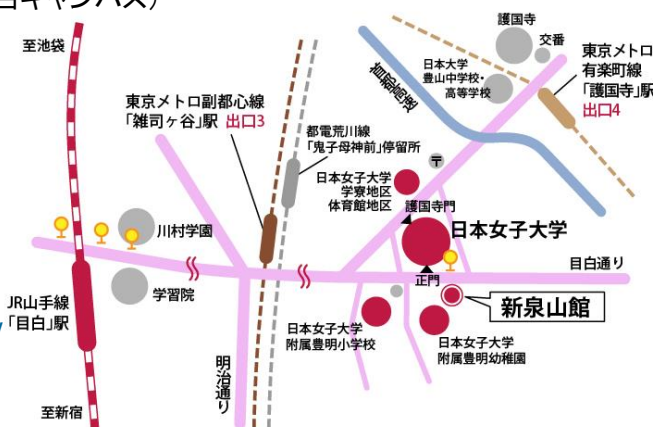 白キャンパス）
至池袋
護国寺
交番
日本大学
豊山中学校・
高等学校
東京メトロ
有楽町線
「護国寺」駅
出口4
首都高速
東京メトロ副都心線
「雑司ヶ谷」駅 出口3
都電荒川線
「鬼子母神前」停留所
〒
日本女子大学
学寮地区
体育館地区
護国寺門
日本女子大学
川村学園
目白通り
正門
学習院
JR山手線
「目白」駅
新泉山館
日本女子大学
附属豊明小学校
日本女子大学
附属豊明幼稚園
明治通り
至新宿